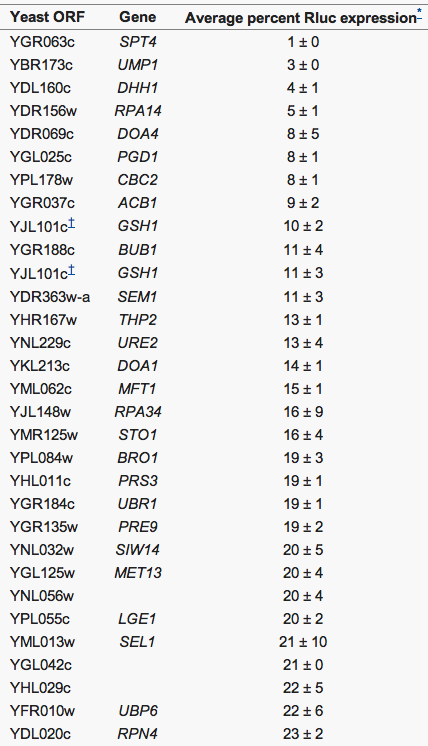 Yeast ORF Gene Average percent Rluc expression*
YGR063c SPT4 1 ± 0
YBR173c UMP1 3 ± 0
YDL160c DHH1 4 ± 1
YDR156w RPA14 5 ± 1
YDR069c DOA4 8 ± 5
YGL025c PGD1 8 ± 1
YPL178w CBC2 8 ± 1
YGR037c ACB1 9 ± 2
YJL101c† GSH1 10 ± 2
YGR188c BUB1 11 ± 4
YJL101c† GSH1 11 ± 3
YDR363w-a SEM1 11 ± 3
YHR167w THP2 13 ± 1
YNL229c URE2 13 ± 4
YKL213c DOA1 14 ± 1
YML062c MFT1 15 ± 1
YJL148w RPA34 16 ± 9
YMR125w STO1 16 ± 4
YPL084w BRO1 19 ± 3
YHL011c PRS3 19 ± 1
YGR184c UBR1 19 ± 1
YGR135w PRE9 19 ± 2
YNL032w SIW14 20 ± 5
YGL125w MET13 20 ± 4
YNL056w 20 ± 4
YPL055c LGE1 20 ± 2
YML013w SEL1 21 ± 10
YGL042c 21 ± 0
YHL029c 22 ± 5
YFR010w UBP6 22 ± 6
YDL020c RPN4 23 ± 2